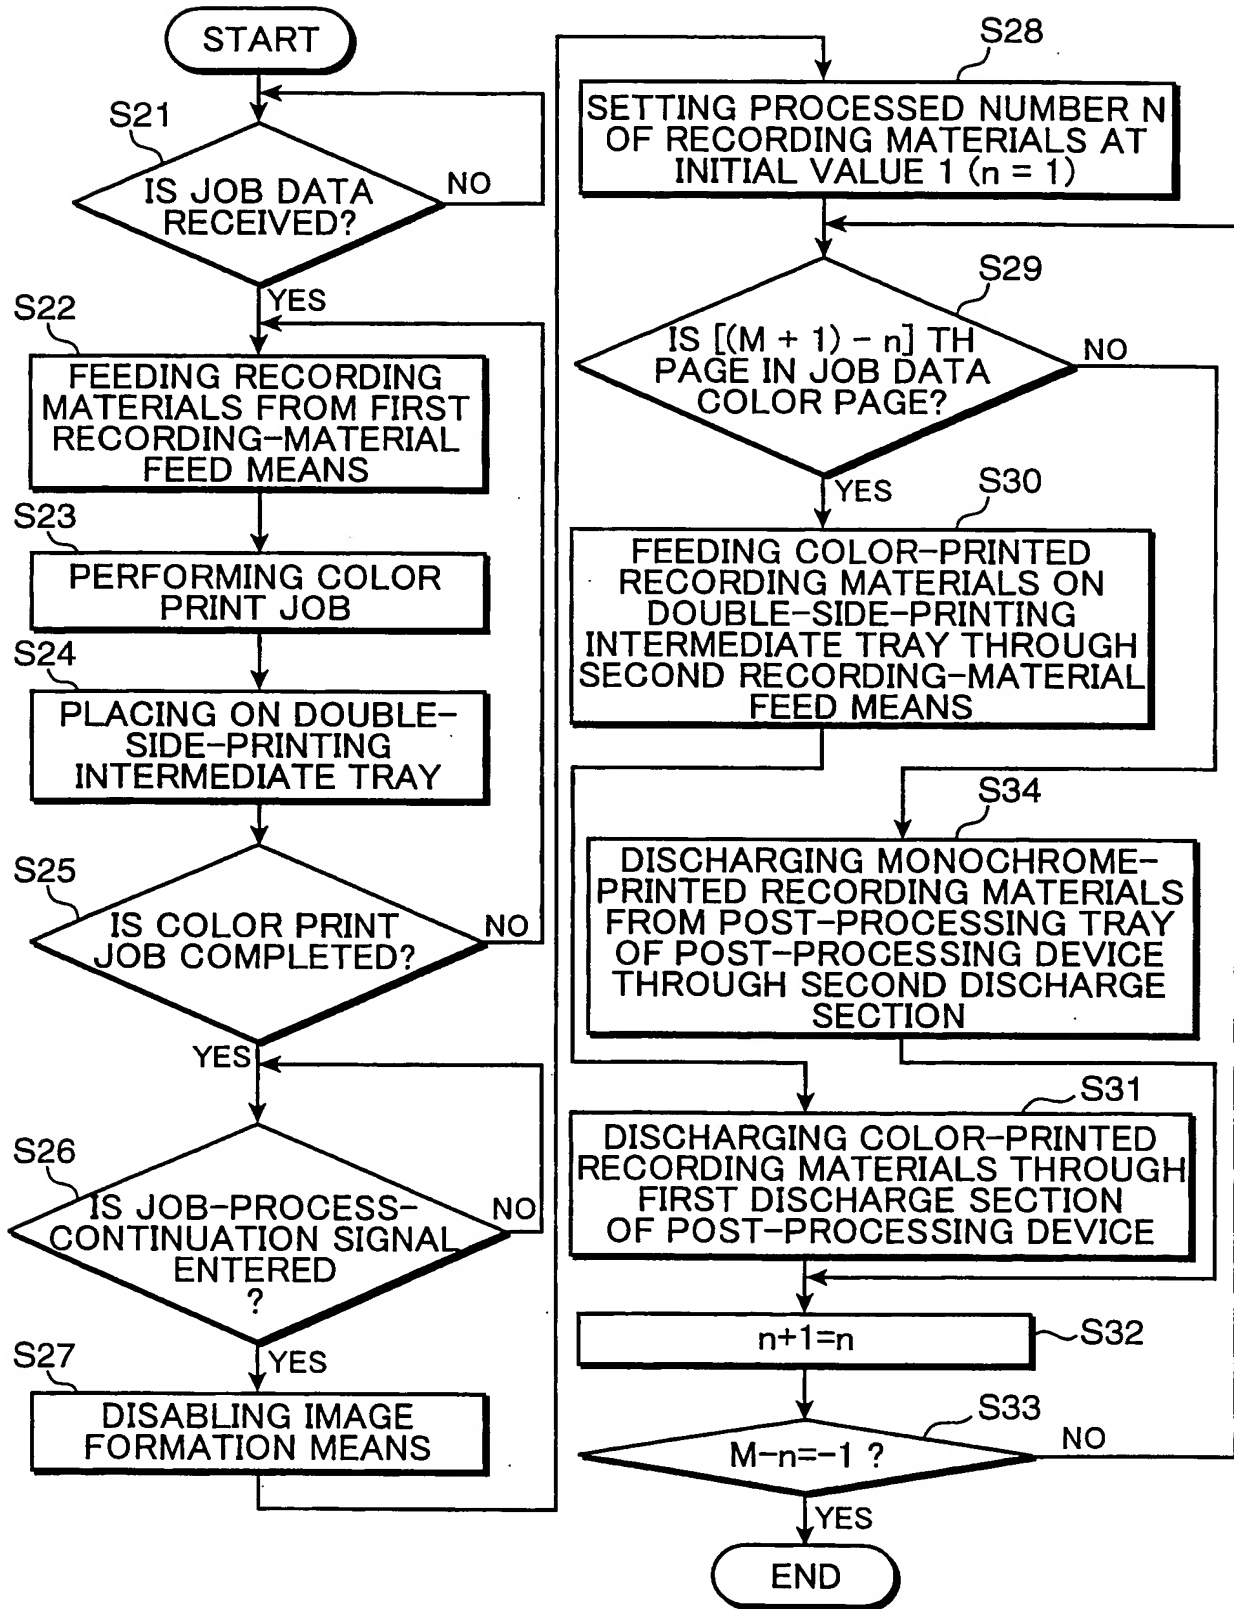 START
S21
IS JOB DATA
RECEIVED?
NO
YES
S22
FEEDING RECORDING
MATERIALS FROM FIRST
RECORDING-MATERIAL
FEED MEANS
S23
PERFORMING COLOR
PRINT JOB
S24
PLACING ON DOUBLE-
SIDE-PRINTING
INTERMEDIATE TRAY
S25
IS COLOR PRINT
JOB COMPLETED?
NO
YES
S26
IS JOB-PROCESS-
CONTINUATION SIGNAL
ENTERED
?
NO
YES
S27
DISABLING IMAGE
FORMATION MEANS
S28
SETTING PROCESSED NUMBER N
OF RECORDING MATERIALS AT
INITIAL VALUE 1 (n = 1)
S29
IS [(M + 1) - n] TH
PAGE IN JOB DATA
COLOR PAGE?
NO
YES
S30
FEEDING COLOR-PRINTED
RECORDING MATERIALS ON
DOUBLE-SIDE-PRINTING
INTERMEDIATE TRAY THROUGH
SECOND RECORDING-MATERIAL
FEED MEANS
S34
DISCHARGING MONOCHROME-
PRINTED RECORDING MATERIALS
FROM POST-PROCESSING TRAY
OF POST-PROCESSING DEVICE
THROUGH SECOND DISCHARGE
SECTION
S31
DISCHARGING COLOR-PRINTED
RECORDING MATERIALS THROUGH
FIRST DISCHARGE SECTION
OF POST-PROCESSING DEVICE
n+1=n
S32
S33
M-n=-1 ?
NO
YES
END